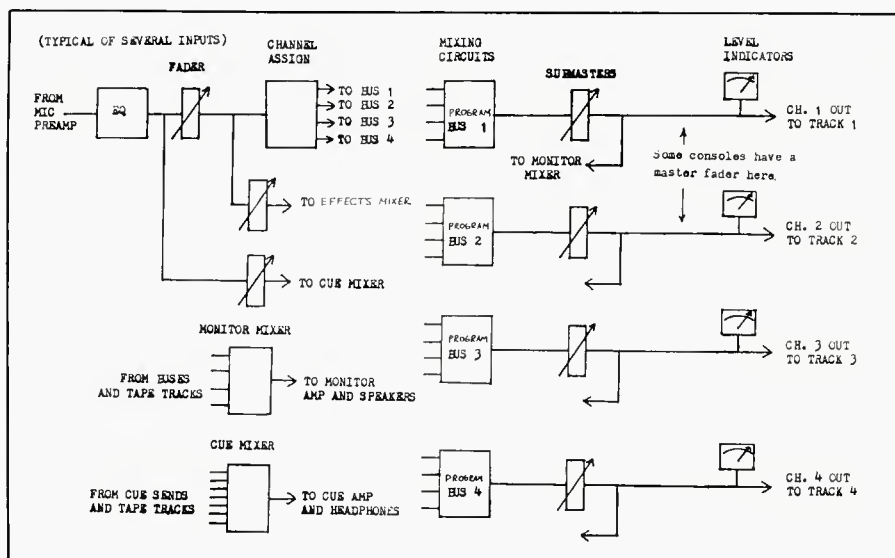 (TYPICAL OF SEVERAL INPUTS)
FADER
CHANNEL
ASSIGN
FROM
MIC
PREAMP
EQ
TO BUS 1
TO BUS 2
TO BUS 3
TO BUS 4
TO EFFECTS MIXER
TO CUE MIXER
MONITOR MIXER
FROM BUSES
AND TAPE TRACKS
TO MONITOR
AMP AND SPEAKERS
CUE MIXER
FROM CUE SENDS
AND TAPE TRACKS
TO CUE AMP
AND HEADPHONES
MIXING
CIRCUITS
SUBMASTERS
LEVEL
INDICATORS
PROGRAM
BUS 1
CH. 1 OUT
TO TRACK 1
TO MONITOR
MIXER
Some consoles have a
master fader here.
PROGRAM
BUS 2
CH. 2 OUT
TO TRACK 2
PROGRAM
BUS 3
CH. 3 OUT
TO TRACK 3
PROGRAM
BUS 4
CH. 4 OUT
TO TRACK 4